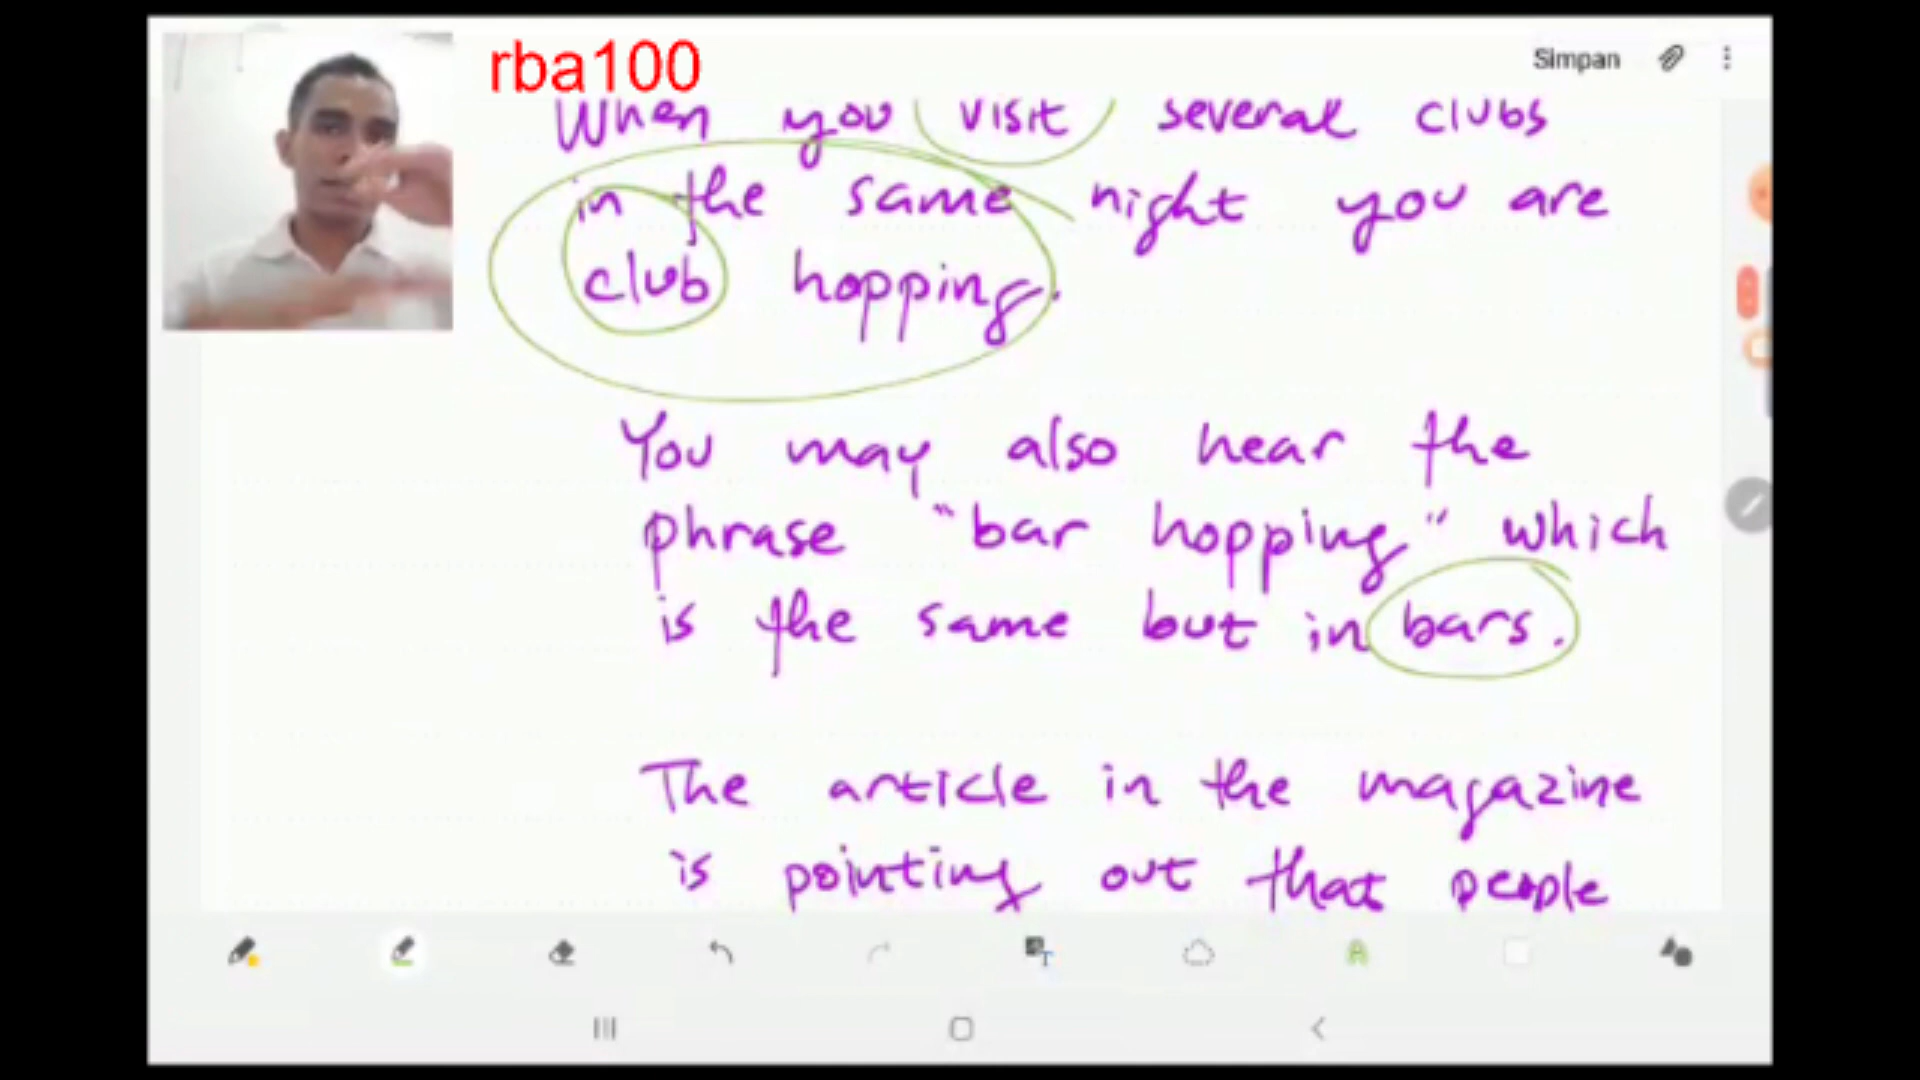 rba100
Simpan
When you visit several clubs
in the same night you are
club hopping.
You may also hear the
phrase "bar hopping" which
is the same but in bars.
The article in the magazine
is pointing out that people